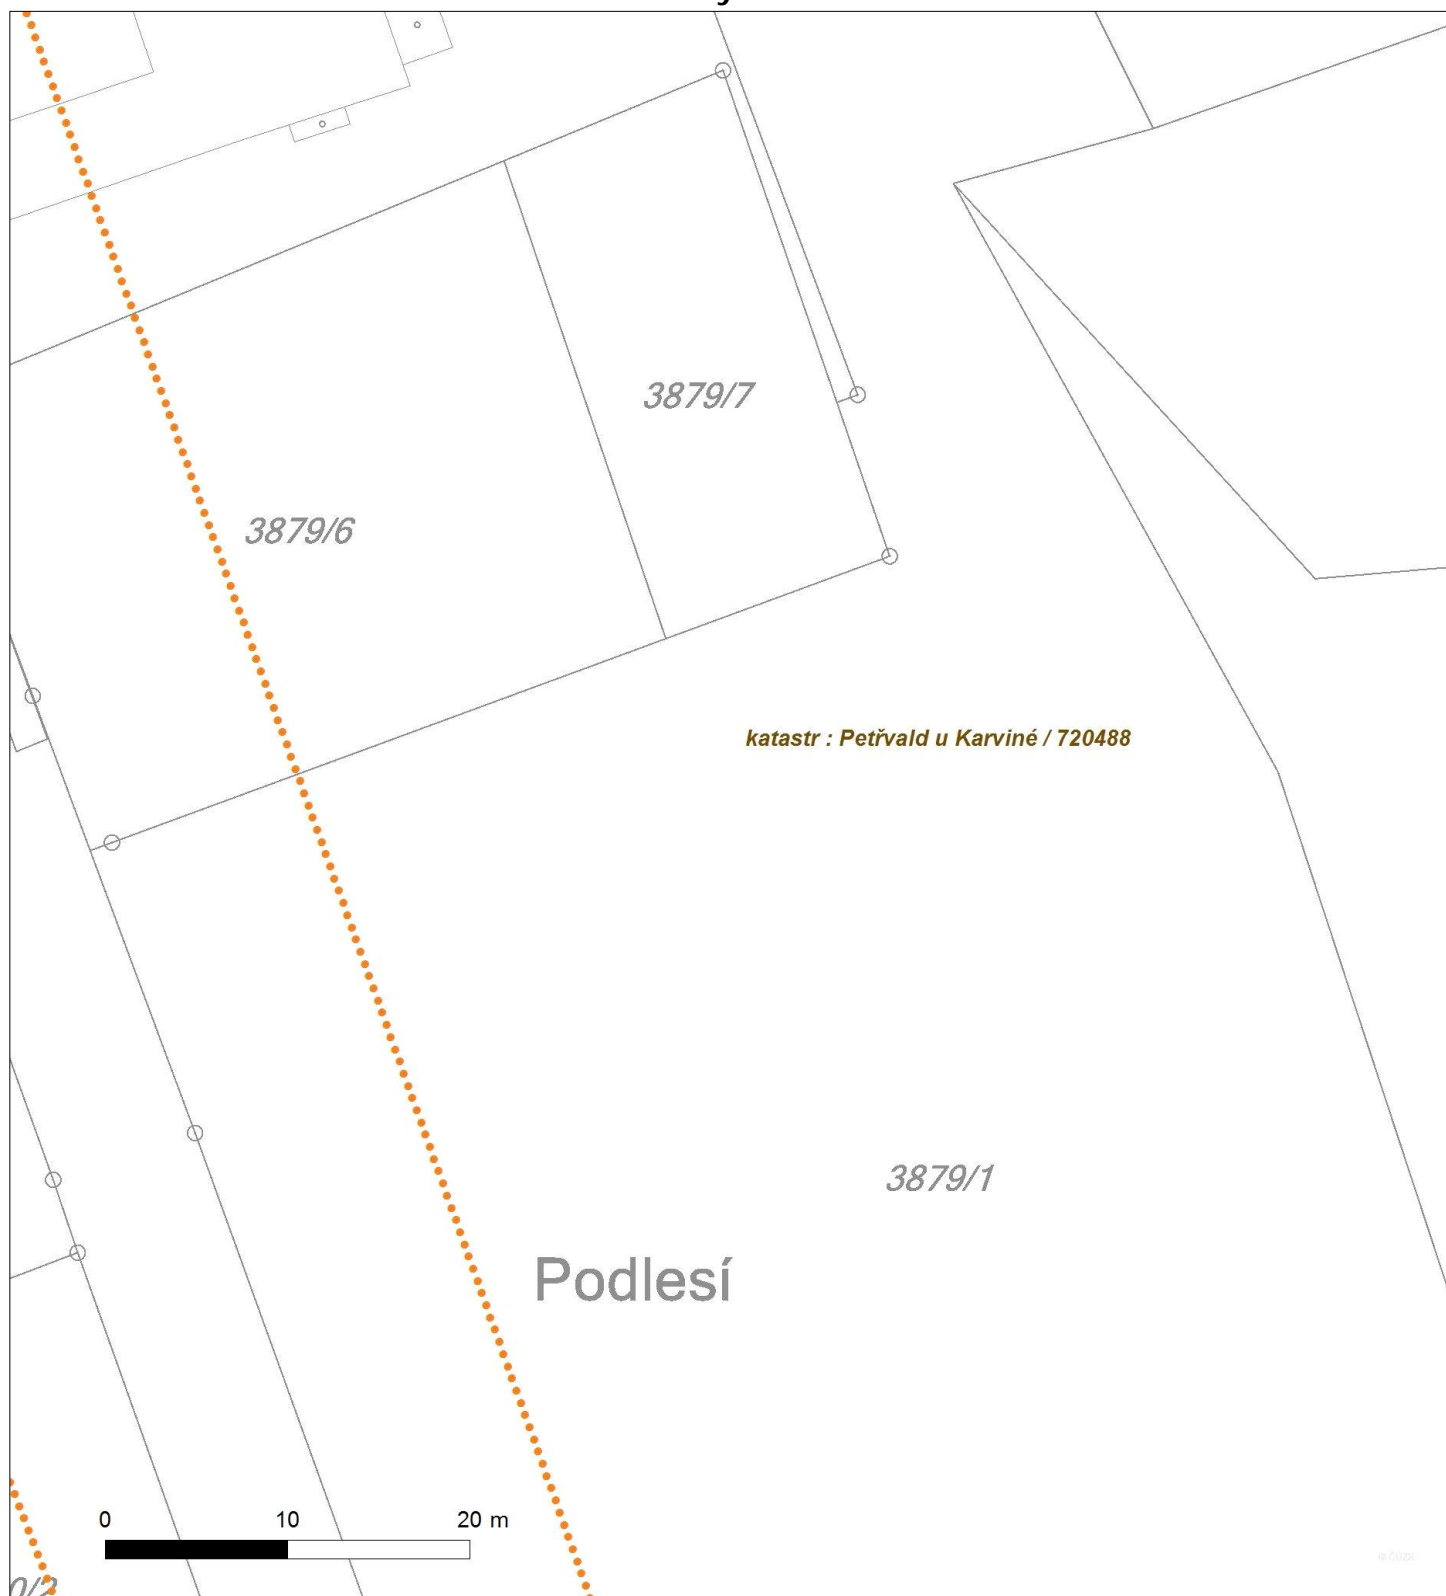 3879/7
3879/6
katastr : Petřvald u Karviné / 720488
3879/1
Podlesí
0 10 20 m